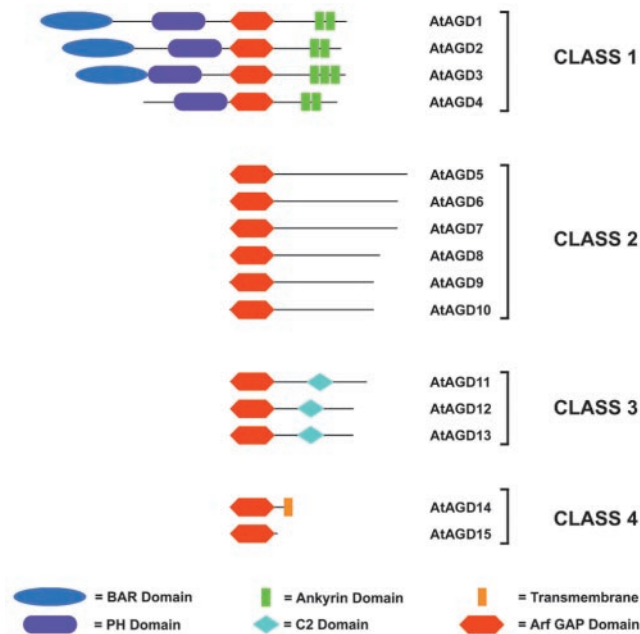 AtAGD1
AtAGD2
AtAGD3
AtAGD4
CLASS 1
AtAGD5
AtAGD6
AtAGD7
AtAGD8
AtAGD9
AtAGD10
CLASS 2
AtAGD11
AtAGD12
AtAGD13
CLASS 3
AtAGD14
AtAGD15
CLASS 4
= BAR Domain
= Ankyrin Domain
= Transmembrane
= PH Domain
= C2 Domain
= Arf GAP Domain